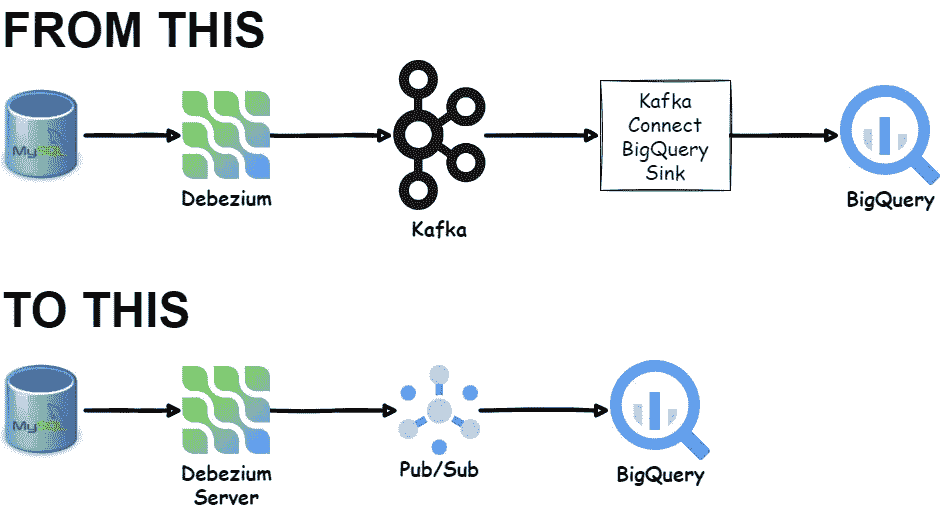 FROM THIS
MySQL
Debezium
Kafka
Kafka
Connect
BigQuery
Sink
BigQuery
TO THIS
MySQL
Debezium
Server
Pub/Sub
BigQuery